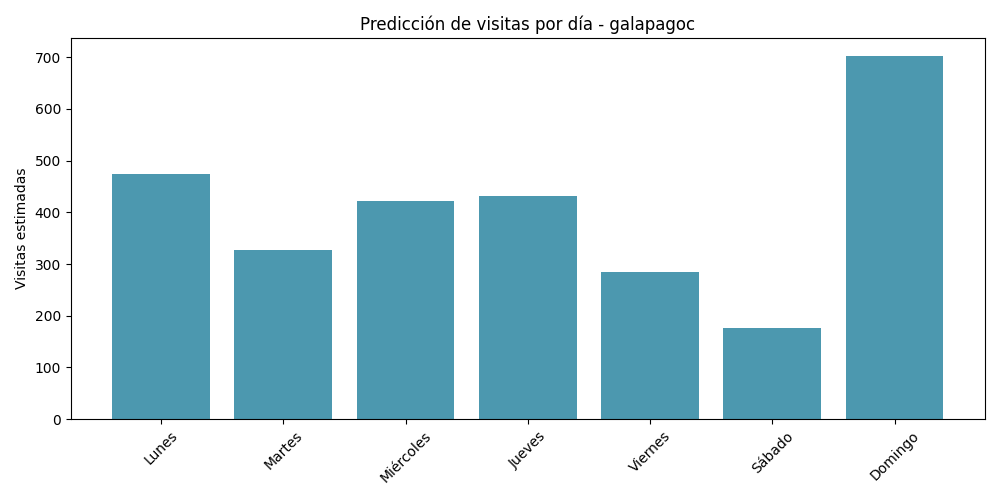 Predicción de visitas por día - galapagoc
Visitas estimadas
700
600
500
400
300
200
100
0
Lunes
Martes
Miércoles
Jueves
Viernes
Sábado
Domingo